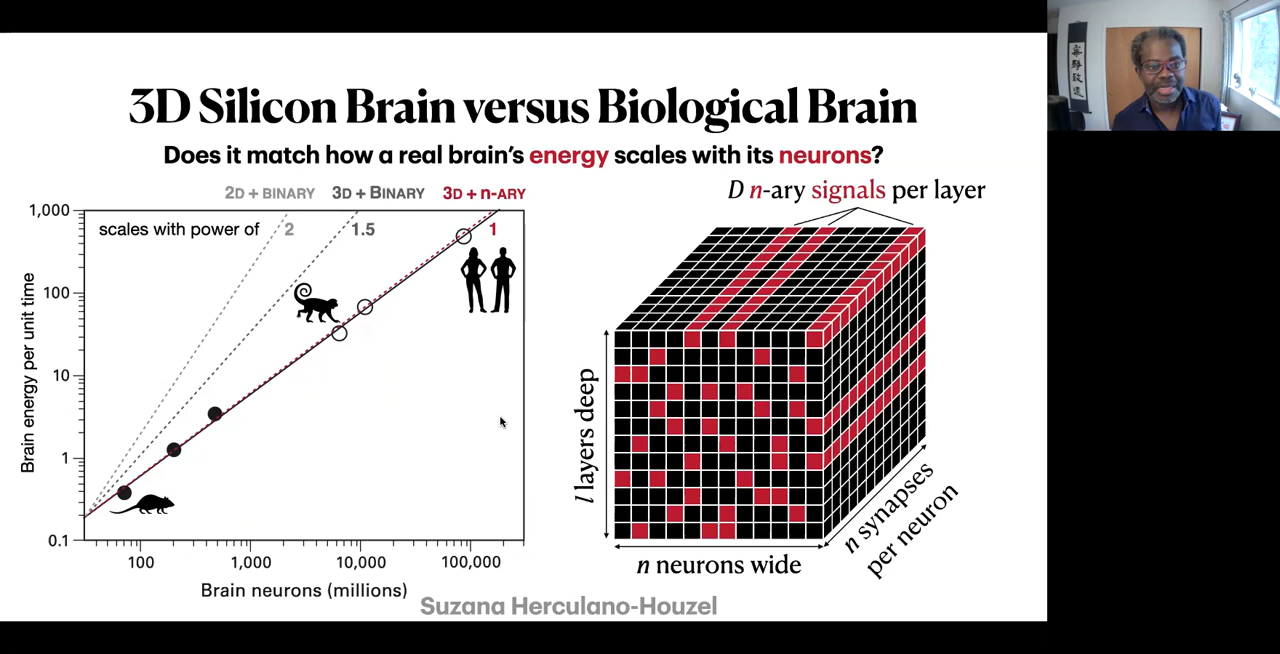 3D Silicon Brain versus Biological Brain
Does it match how a real brain's energy scales with its neurons?
2D + BINARY
3D + BINARY
3D + n-ARY
scales with power of
2
1.5
1
1,000
100
10
1
0.1
Brain energy per unit time
100
1,000
10,000
100,000
Brain neurons (millions)
D n-ary signals per layer
l layers deep
n neurons wide
n synapses
per neuron
Suzana Herculano-Houzel